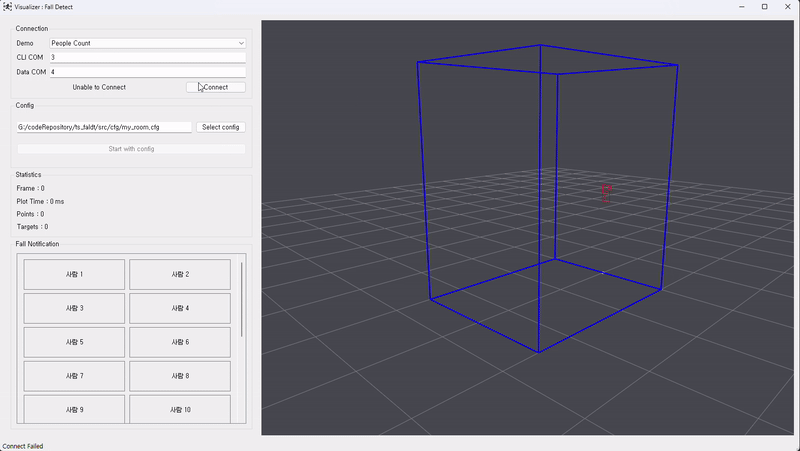 Visualizer : Fall Detect
Connection
Demo People Count
CLI COM 3
Data COM 4
Unable to Connect Connect
Config
G:/codeRepository/ts_faldt/src/cfg/my_room.cfg Select config
Start with config
Statistics
Frame : 0
Plot Time : 0 ms
Points : 0
Targets : 0
Fall Notification
사람 1 사람 2
사람 3 사람 4
사람 5 사람 6
사람 7 사람 8
사람 9 사람 10
Connect Failed